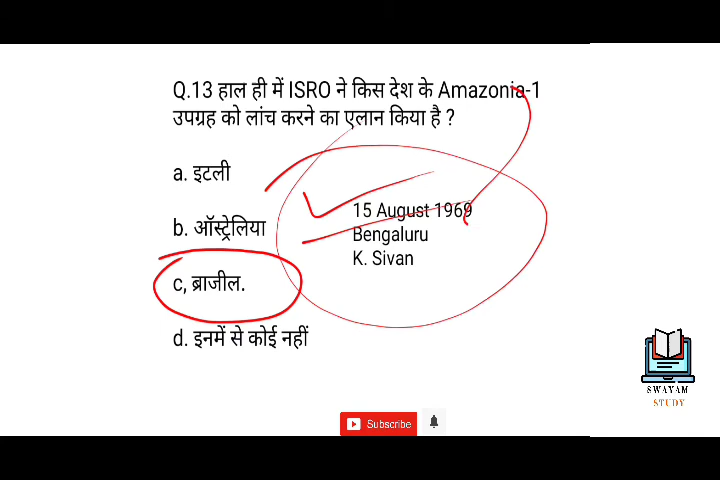 Q.13 हाल ही में ISRO ने किस देश के Amazonia-1
उपग्रह को लांच करने का एलान किया है ?
a. इटली
b. ऑस्ट्रेलिया
c, ब्राजील.
d. इनमें से कोई नहीं
15 August 1969
Bengaluru
K. Sivan
SWAYAM
STUDY
Subscribe